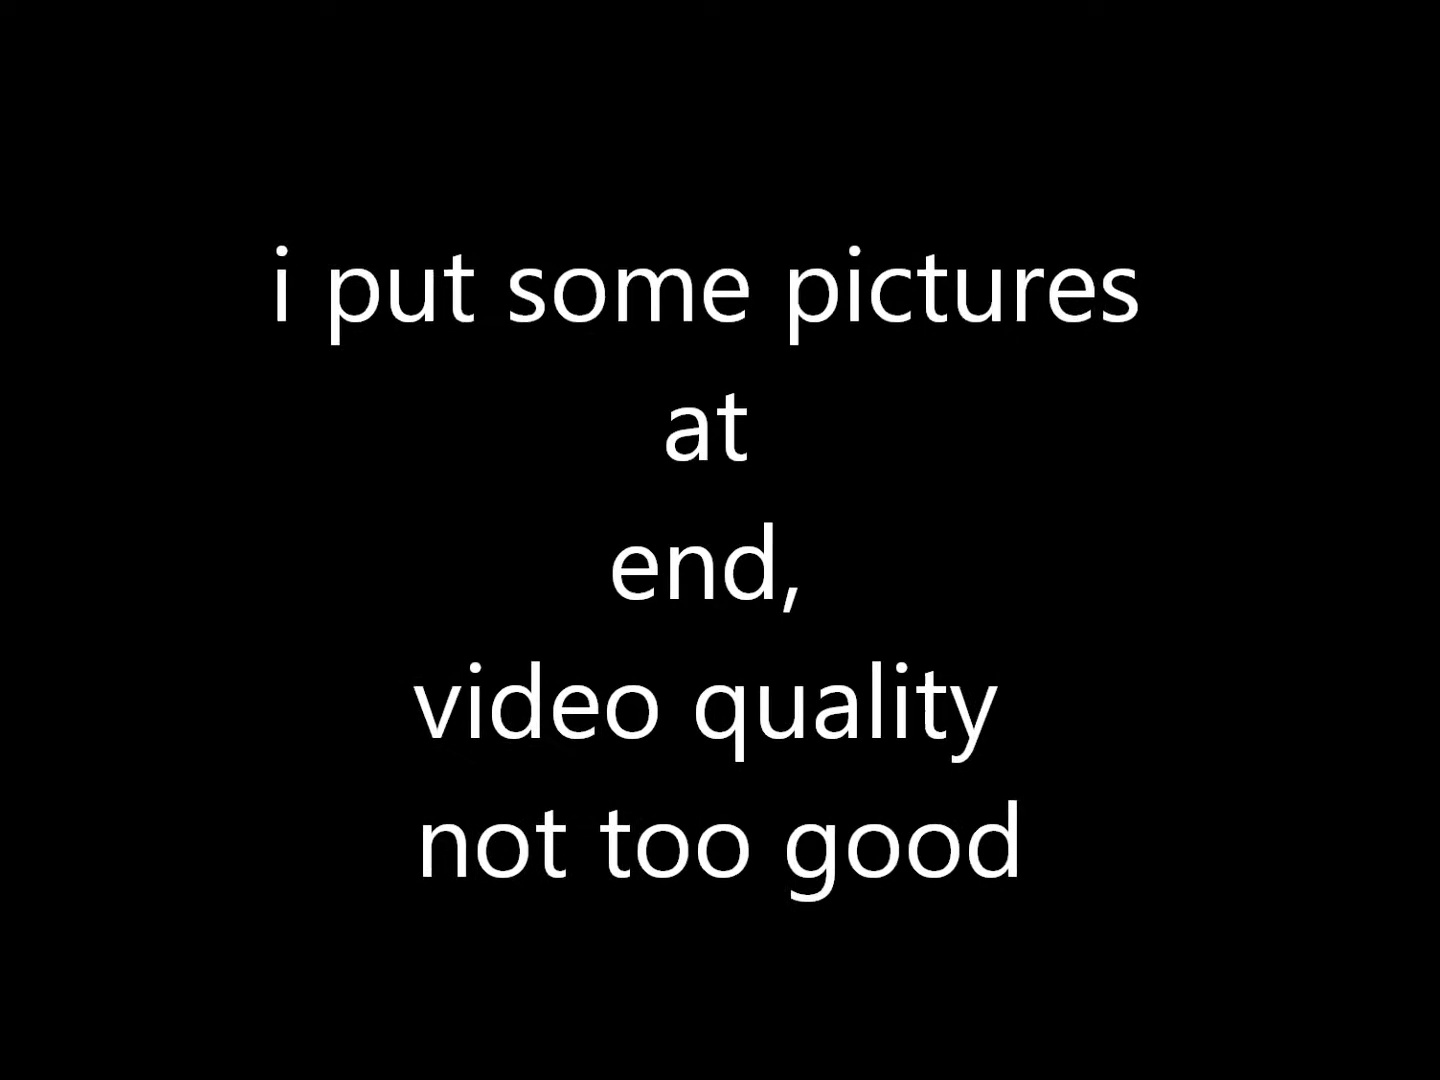 i put some pictures
at
end,
video quality
not too good